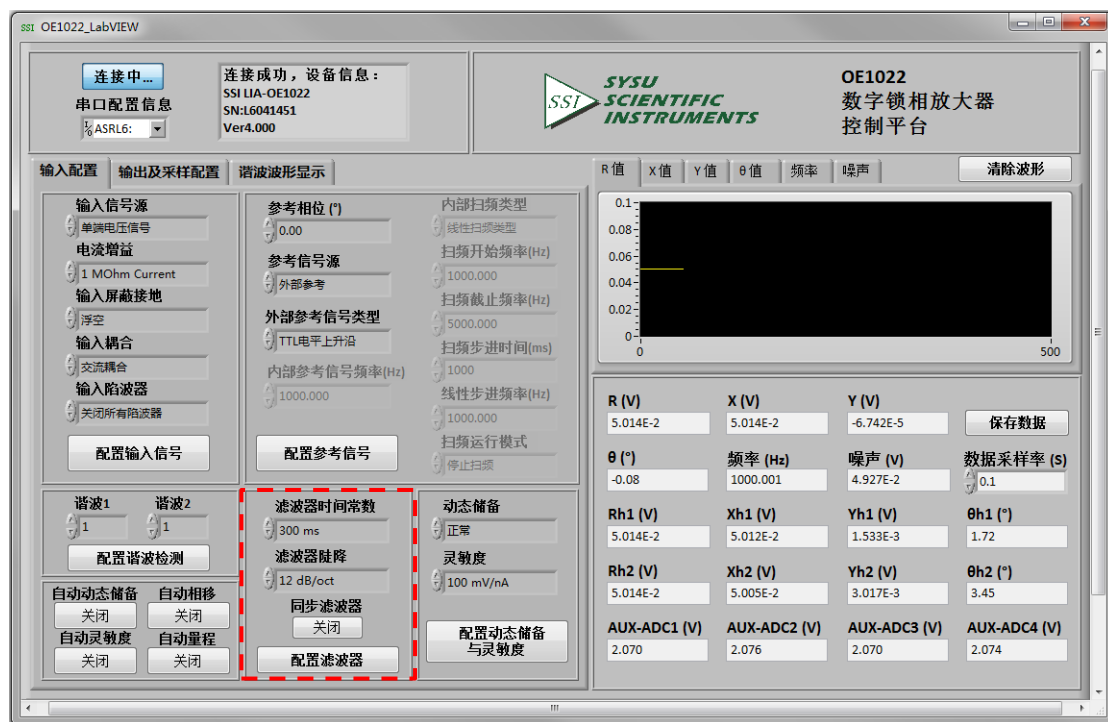 SSI OE1022_LabVIEW
连接中...
串口配置信息
ASRL6:
连接成功，设备信息：
SSI LIA-OE1022
SN:L6041451
Ver4.000
SSI
SYSU
SCIENTIFIC
INSTRUMENTS
OE1022
数字锁相放大器
控制平台
输入配置 输出及采样配置 谐波波形显示
输入信号源
单端电压信号
电流增益
1 MOhm Current
输入屏蔽接地
浮空
输入耦合
交流耦合
输入陷波器
关闭所有陷波器
配置输入信号
参考相位 (°)
0.00
参考信号源
外部参考
外部参考信号类型
TTL电平上升沿
内部参考信号频率(Hz)
1000.000
配置参考信号
内部扫频类型
线性扫频类型
扫频开始频率(Hz)
1000.000
扫频截止频率(Hz)
5000.000
扫频步进时间(ms)
1000
线性步进频率(Hz)
1000.000
扫频运行模式
停止扫频
谐波1 谐波2
1 1
配置谐波检测
自动动态储备 自动相移
关闭 关闭
自动灵敏度 自动量程
关闭 关闭
滤波器时间常数
300 ms
滤波器陡降
12 dB/oct
同步滤波器
关闭
配置滤波器
动态储备
正常
灵敏度
100 mV/nA
配置动态储备
与灵敏度
R值 X值 Y值 θ值 频率 噪声
清除波形
0.1
0.08
0.06
0.04
0.02
0
0 500
R (V) X (V) Y (V)
5.014E-2 5.014E-2 -6.742E-5 保存数据
θ (°) 频率 (Hz) 噪声 (V) 数据采样率 (S)
-0.08 1000.001 4.927E-2 0.1
Rh1 (V) Xh1 (V) Yh1 (V) θh1 (°)
5.014E-2 5.012E-2 1.533E-3 1.72
Rh2 (V) Xh2 (V) Yh2 (V) θh2 (°)
5.014E-2 5.005E-2 3.017E-3 3.45
AUX-ADC1 (V) AUX-ADC2 (V) AUX-ADC3 (V) AUX-ADC4 (V)
2.070 2.076 2.070 2.074